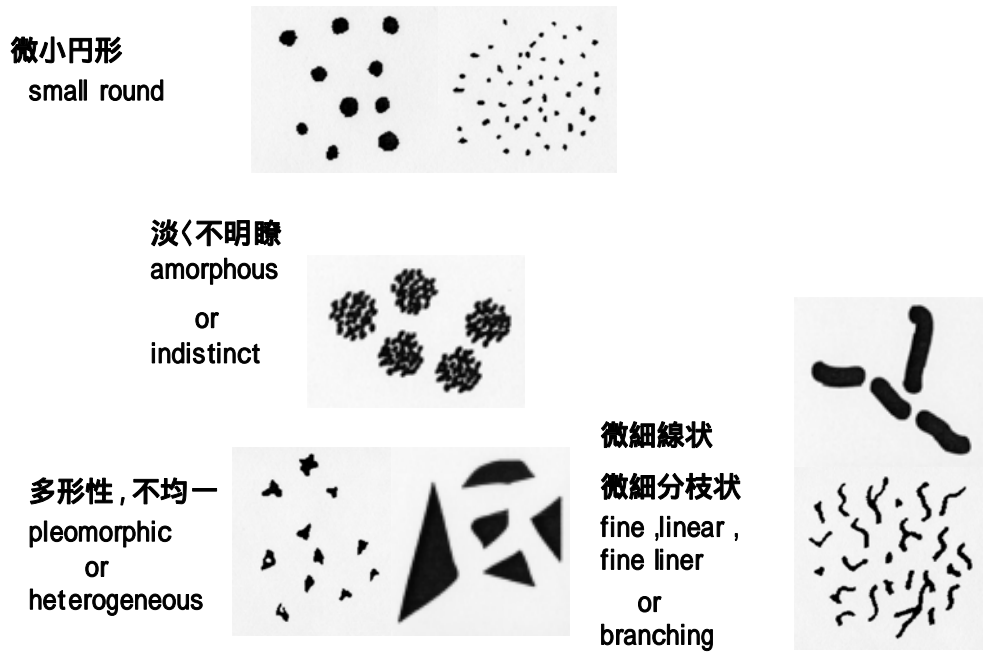 微小円形
small round
淡く不明瞭
amorphous
or
indistinct
多形性,不均一
pleomorphic
or
heterogeneous
微細線状
微細分枝状
fine ,linear ,
fine liner
or
branching